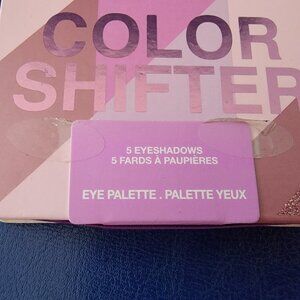 COLOR
SHIFTER
5 EYESHADOWS
5 FARDS À PAUPIÈRES
EYE PALETTE . PALETTE YEUX